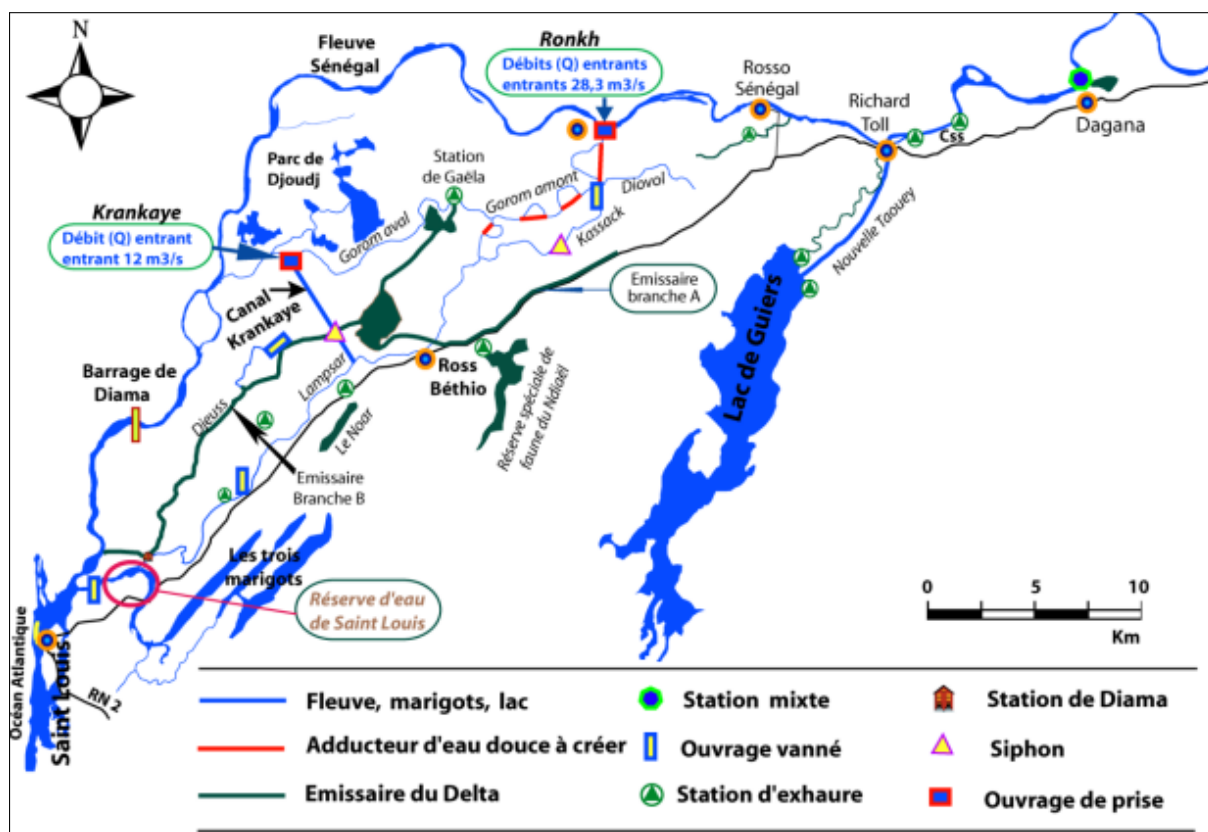 N
Fleuve
Sénégal
Ronkh
Débits (Q) entrants
entrants 28,3 m3/s
Rosso
Sénégal
Richard
Toll
Css
Dagana
Parc de
Djoudj
Station
de Gaëla
Gorom amont
Diovol
Krankaye
Débit (Q) entrant
entrant 12 m3/s
Gorom aval
Kassack
Nouvelle Taouey
Emissaire
branche A
Canal
Krankaye
Lac de Guiers
Barrage de
Diama
Lampsar
Ross
Béthio
Djeuss
Le Noar
Réserve spéciale de
faune du Ndiaël
Emissaire
Branche B
Les trois
marigots
Réserve d'eau
de Saint Louis
0 5 10
Km
Océan Atlantique
Saint Louis
RN 2
Fleuve, marigots, lac
Station mixte
Station de Diama
Adducteur d'eau douce à créer
Ouvrage vanné
Siphon
Emissaire du Delta
Station d'exhaure
Ouvrage de prise